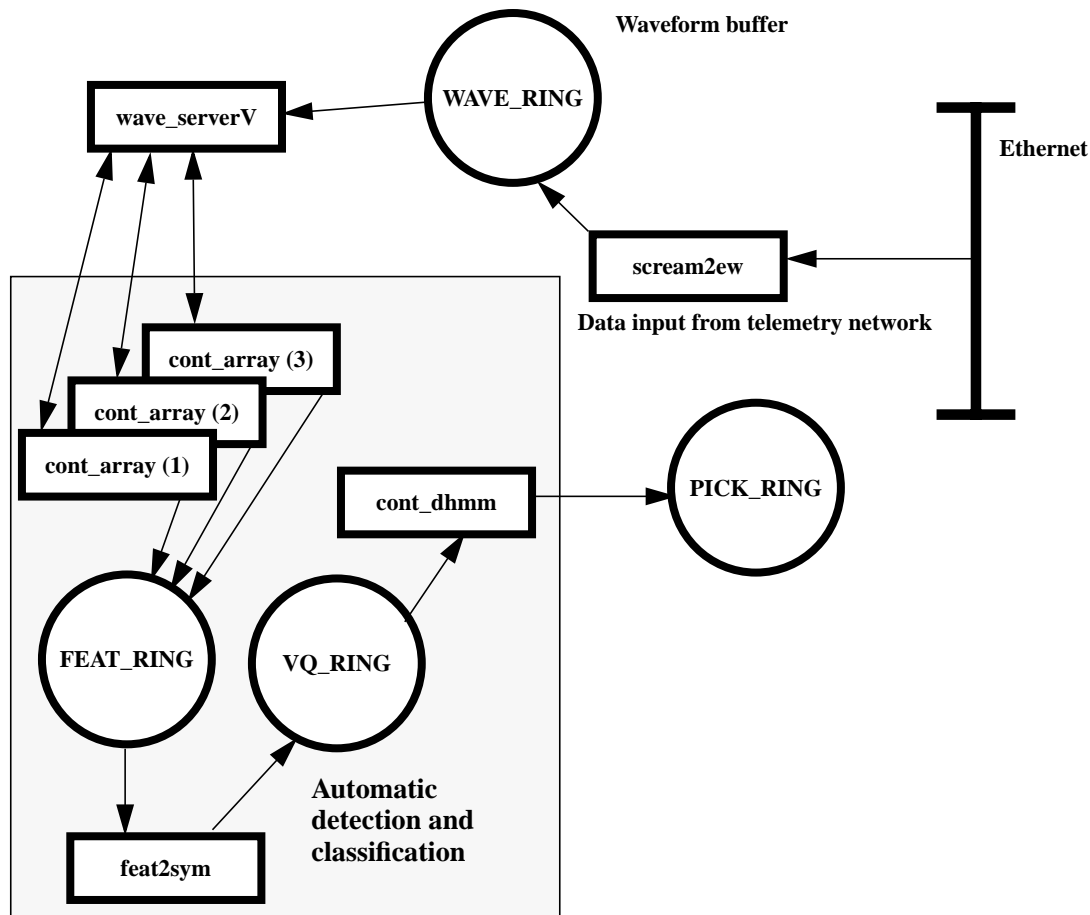 Waveform buffer
WAVE_RING
wave_serverV
Ethernet
scream2ew
Data input from telemetry network
cont_array (3)
cont_array (2)
cont_array (1)
cont_dhmm
PICK_RING
FEAT_RING
VQ_RING
Automatic
detection and
classification
feat2sym